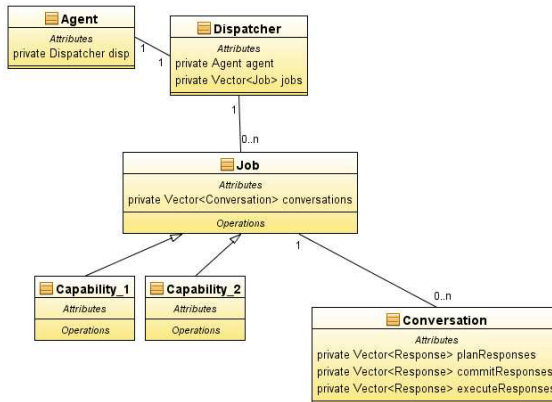 Agent
Attributes
private Dispatcher disp
1
1
Dispatcher
Attributes
private Agent agent
private Vector<Job> jobs
1
0..n
Job
Attributes
private Vector<Conversation> conversations
Operations
1
0..n
Capability_1
Attributes
Operations
Capability_2
Attributes
Operations
Conversation
Attributes
private Vector<Response> planResponses
private Vector<Response> commitResponses
private Vector<Response> executeResponses